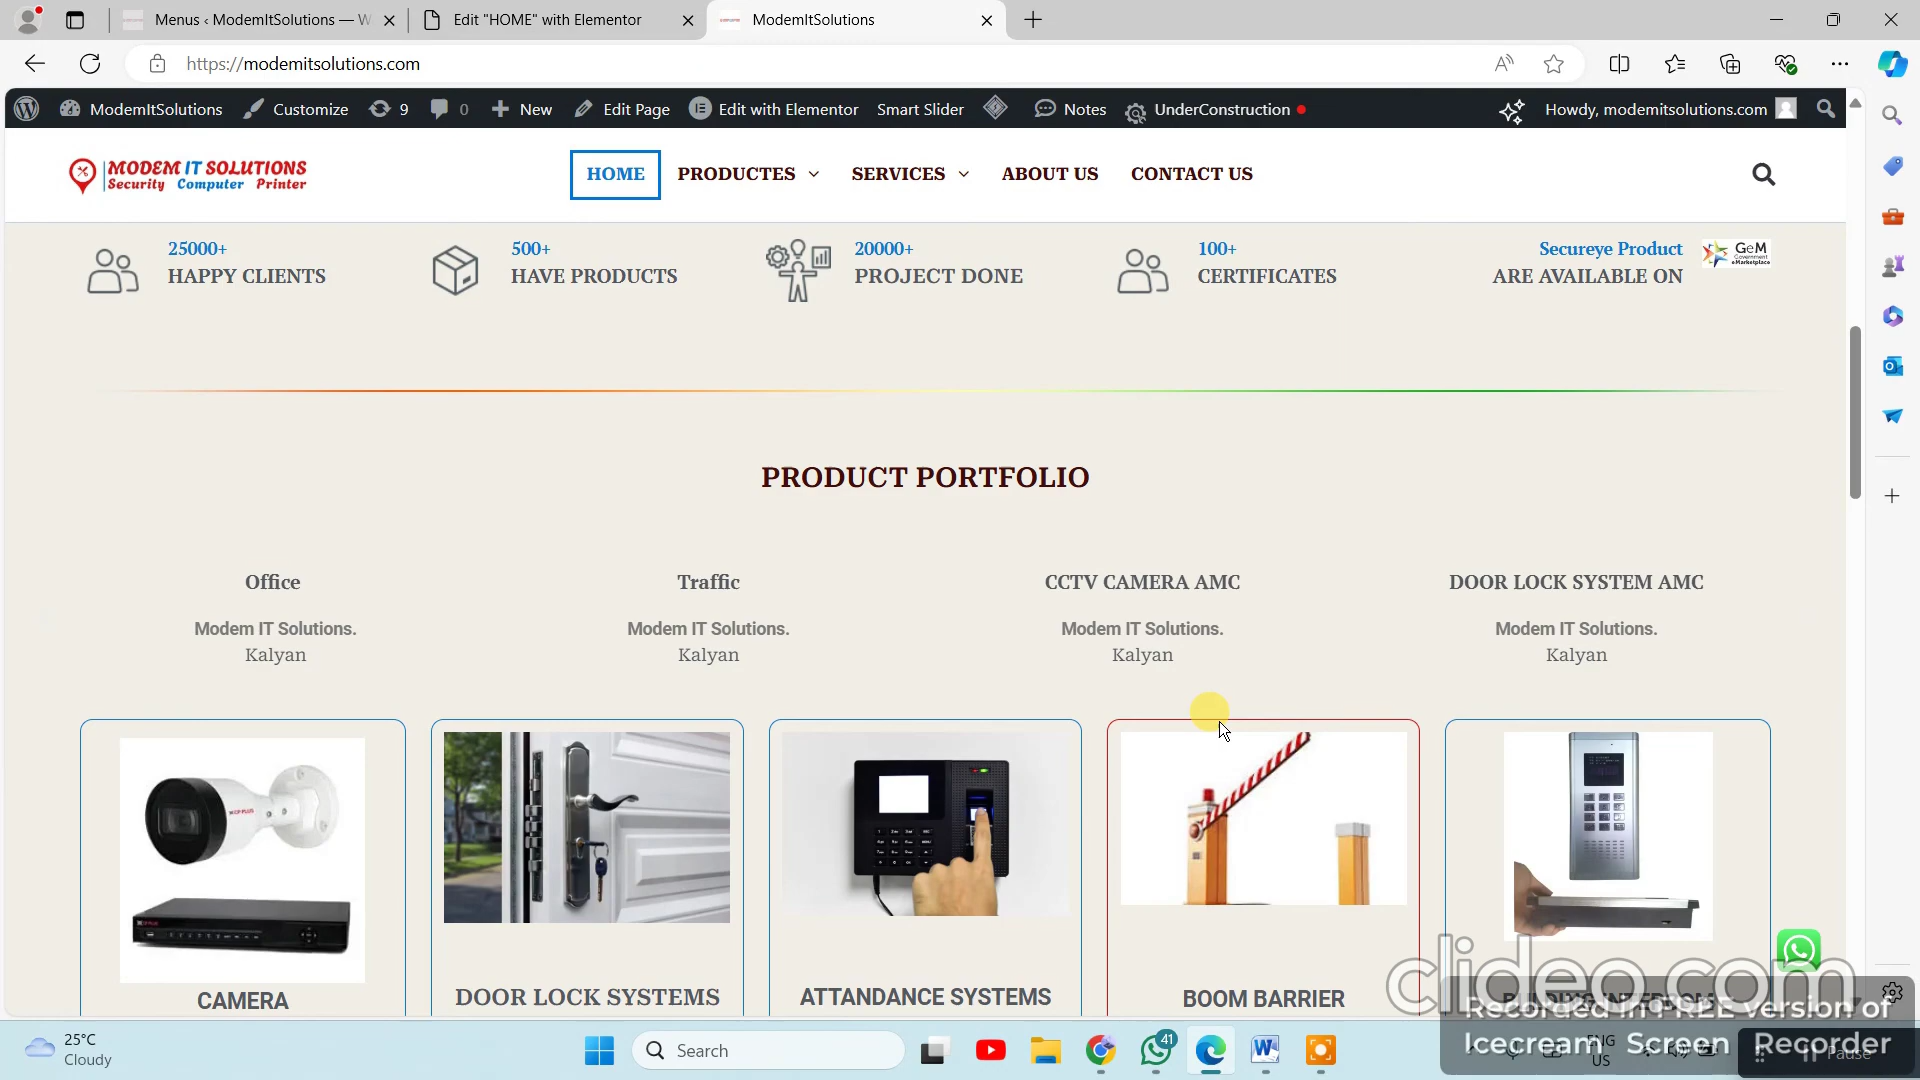 Menus ‹ ModemItSolutions — W
Edit "HOME" with Elementor
ModemItSolutions
https://modemitsolutions.com
ModemItSolutions
Customize
9
0
New
Edit Page
Edit with Elementor
Smart Slider
Notes
UnderConstruction
Howdy, modemitsolutions.com
MODEM IT SOLUTIONS
Security Computer Printer
HOME
PRODUCTES
SERVICES
ABOUT US
CONTACT US
25000+
HAPPY CLIENTS
500+
HAVE PRODUCTS
20000+
PROJECT DONE
100+
CERTIFICATES
Secureye Product
ARE AVAILABLE ON
GeM
Government
eMarketplace
PRODUCT PORTFOLIO
Office
Traffic
CCTV CAMERA AMC
DOOR LOCK SYSTEM AMC
Modem IT Solutions.
Kalyan
Modem IT Solutions.
Kalyan
Modem IT Solutions.
Kalyan
Modem IT Solutions.
Kalyan
CP PLUS
CAMERA
DOOR LOCK SYSTEMS
ATTANDANCE SYSTEMS
BOOM BARRIER
clideo.com
Recorded in FREE version of
Icecream Screen Recorder
Pause
25°C
Cloudy
Search
41
ENG
US